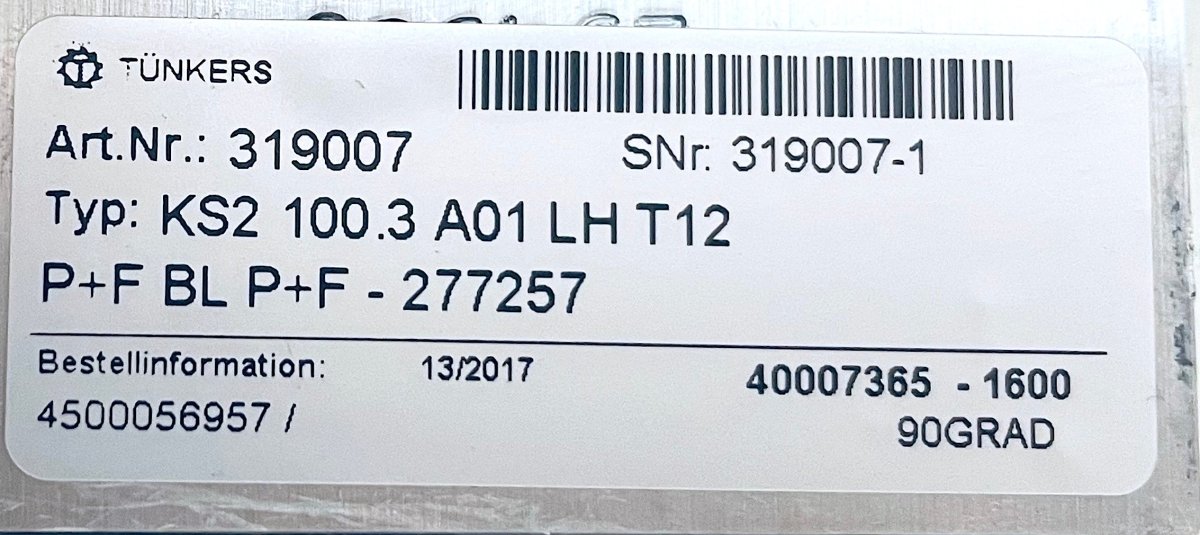 TÜNKERS
Art.Nr.: 319007 SNr: 319007-1
Typ: KS2 100.3 A01 LH T12
P+F BL P+F - 277257
Bestellinformation: 13/2017 40007365 - 1600
4500056957 / 90GRAD